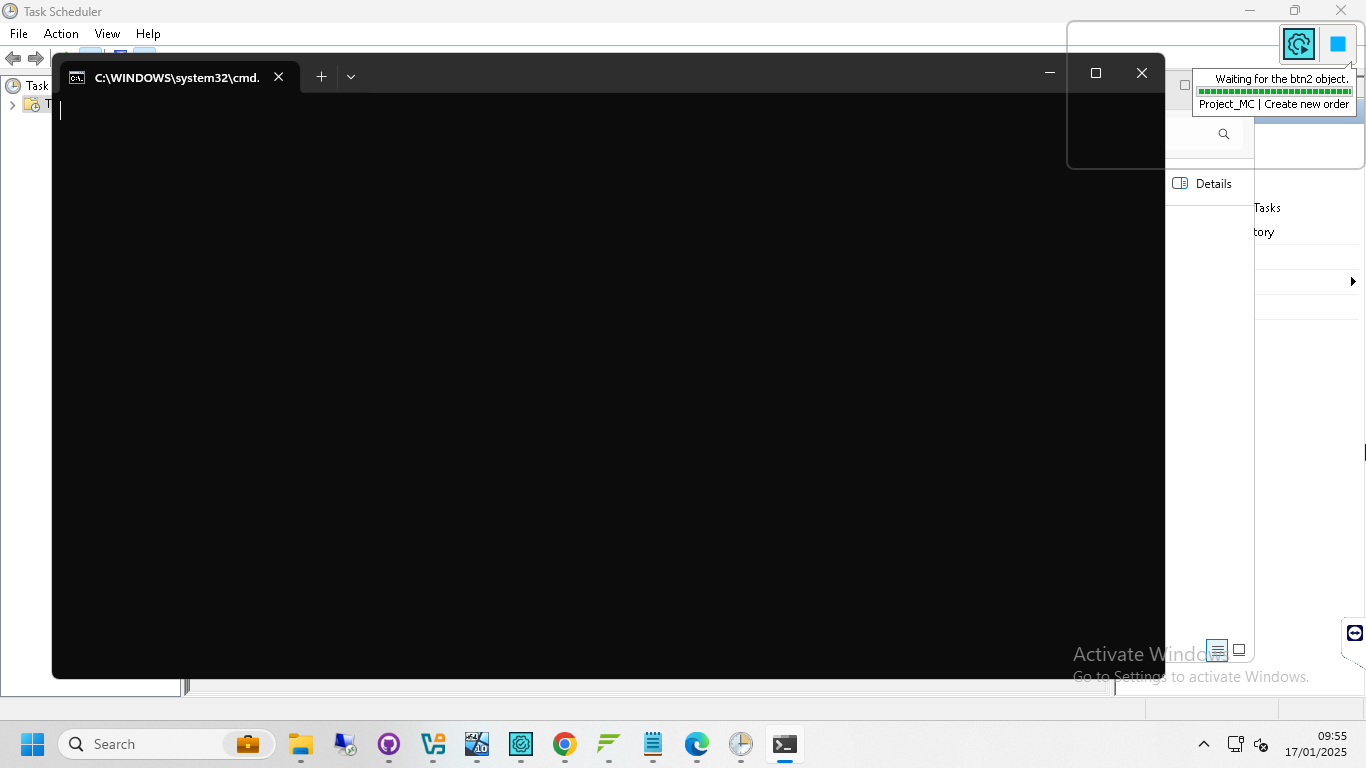 Task Scheduler
File Action View Help
C:\WINDOWS\system32\cmd.
Waiting for the btn2 object.
Project_MC | Create new order
Task
T
Details
Tasks
tory
Activate Windows
Go to Settings to activate Windows.
Search
09:55
17/01/2025